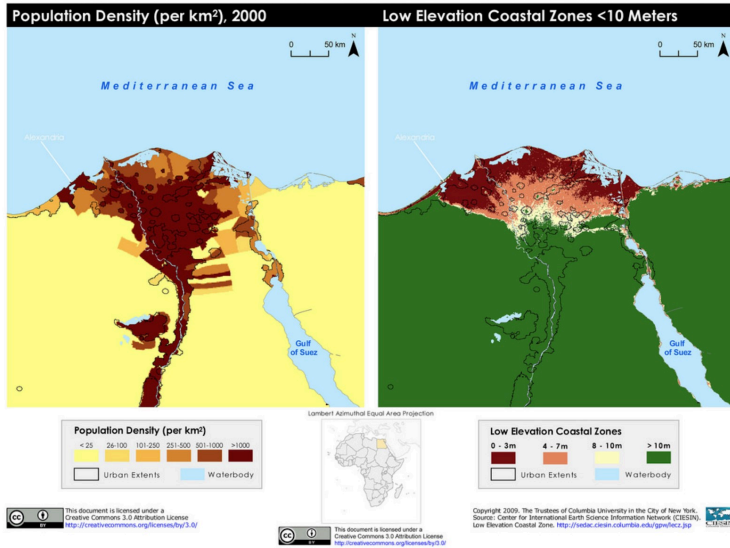 Population Density (per km²), 2000
Low Elevation Coastal Zones <10 Meters
N
0 50 km
N
0 50 km
Mediterranean Sea
Mediterranean Sea
Alexandria
Alexandria
Gulf
of Suez
Gulf
of Suez
Lambert Azimuthal Equal Area Projection
Population Density (per km²)
< 25 26-100 101-250 251-500 501-1000 >1000
Urban Extents Waterbody
Low Elevation Coastal Zones
0 - 3m 4 - 7m 8 - 10m > 10m
Urban Extents Waterbody
cc BY
This document is licensed under a
Creative Commons 3.0 Attribution License
http://creativecommons.org/licenses/by/3.0/
cc BY
This document is licensed under a
Creative Commons 3.0 Attribution License
http://creativecommons.org/licenses/by/3.0/
Copyright 2009. The Trustees of Columbia University in the City of New York.
Source: Center for International Earth Science Information Network (CIESIN).
Low Elevation Coastal Zone. http://sedac.ciesin.columbia.edu/gpw/lecz.jsp
CIESIN